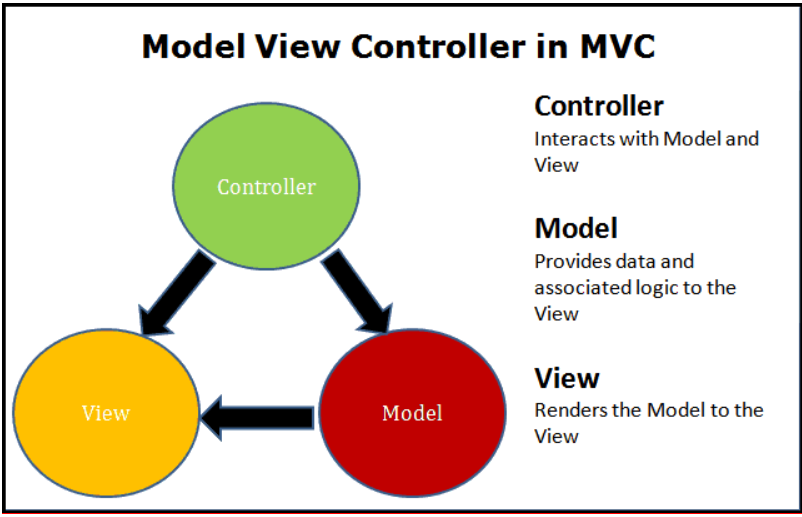 Model View Controller in MVC
Controller
View
Model
Controller
Interacts with Model and
View
Model
Provides data and
associated logic to the
View
View
Renders the Model to the
View